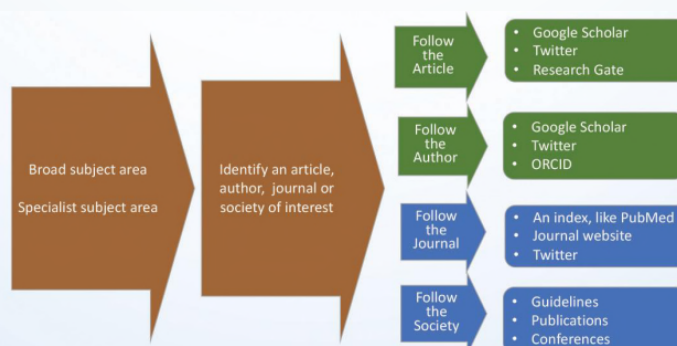 Broad subject area
Specialist subject area
Identify an article,
author, journal or
society of interest
Follow
the
Article
• Google Scholar
• Twitter
• Research Gate
Follow
the
Author
• Google Scholar
• Twitter
• ORCID
Follow
the
Journal
• An index, like PubMed
• Journal website
• Twitter
Follow
the
Society
• Guidelines
• Publications
• Conferences